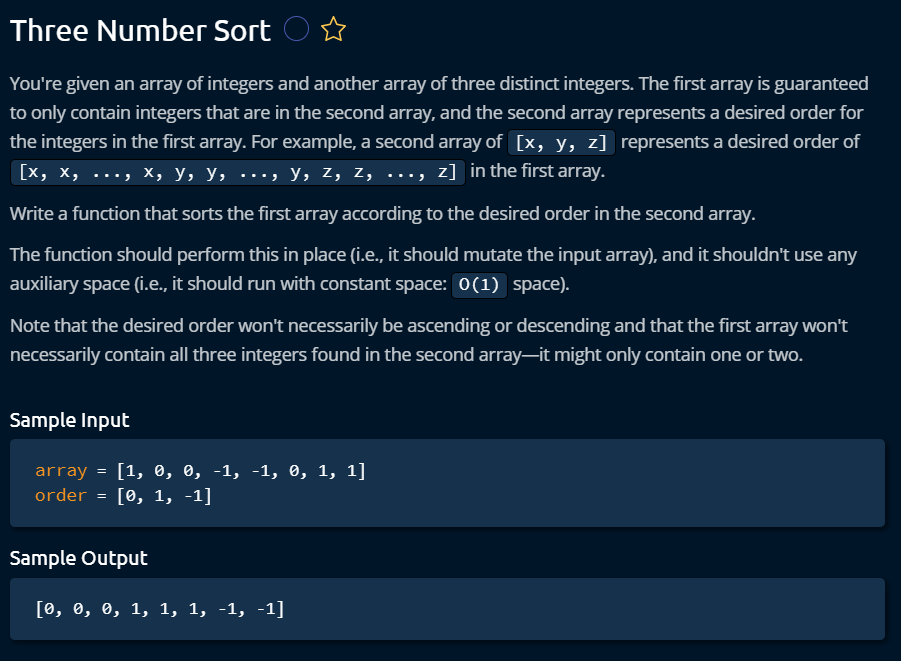 Three Number Sort
You're given an array of integers and another array of three distinct integers. The first array is guaranteed
to only contain integers that are in the second array, and the second array represents a desired order for
the integers in the first array. For example, a second array of [x, y, z] represents a desired order of
[x, x, ..., x, y, y, ..., y, z, z, ..., z] in the first array.
Write a function that sorts the first array according to the desired order in the second array.
The function should perform this in place (i.e., it should mutate the input array), and it shouldn't use any
auxiliary space (i.e., it should run with constant space: O(1) space).
Note that the desired order won't necessarily be ascending or descending and that the first array won't
necessarily contain all three integers found in the second array—it might only contain one or two.
Sample Input
array = [1, 0, 0, -1, -1, 0, 1, 1]
order = [0, 1, -1]
Sample Output
[0, 0, 0, 1, 1, 1, -1, -1]